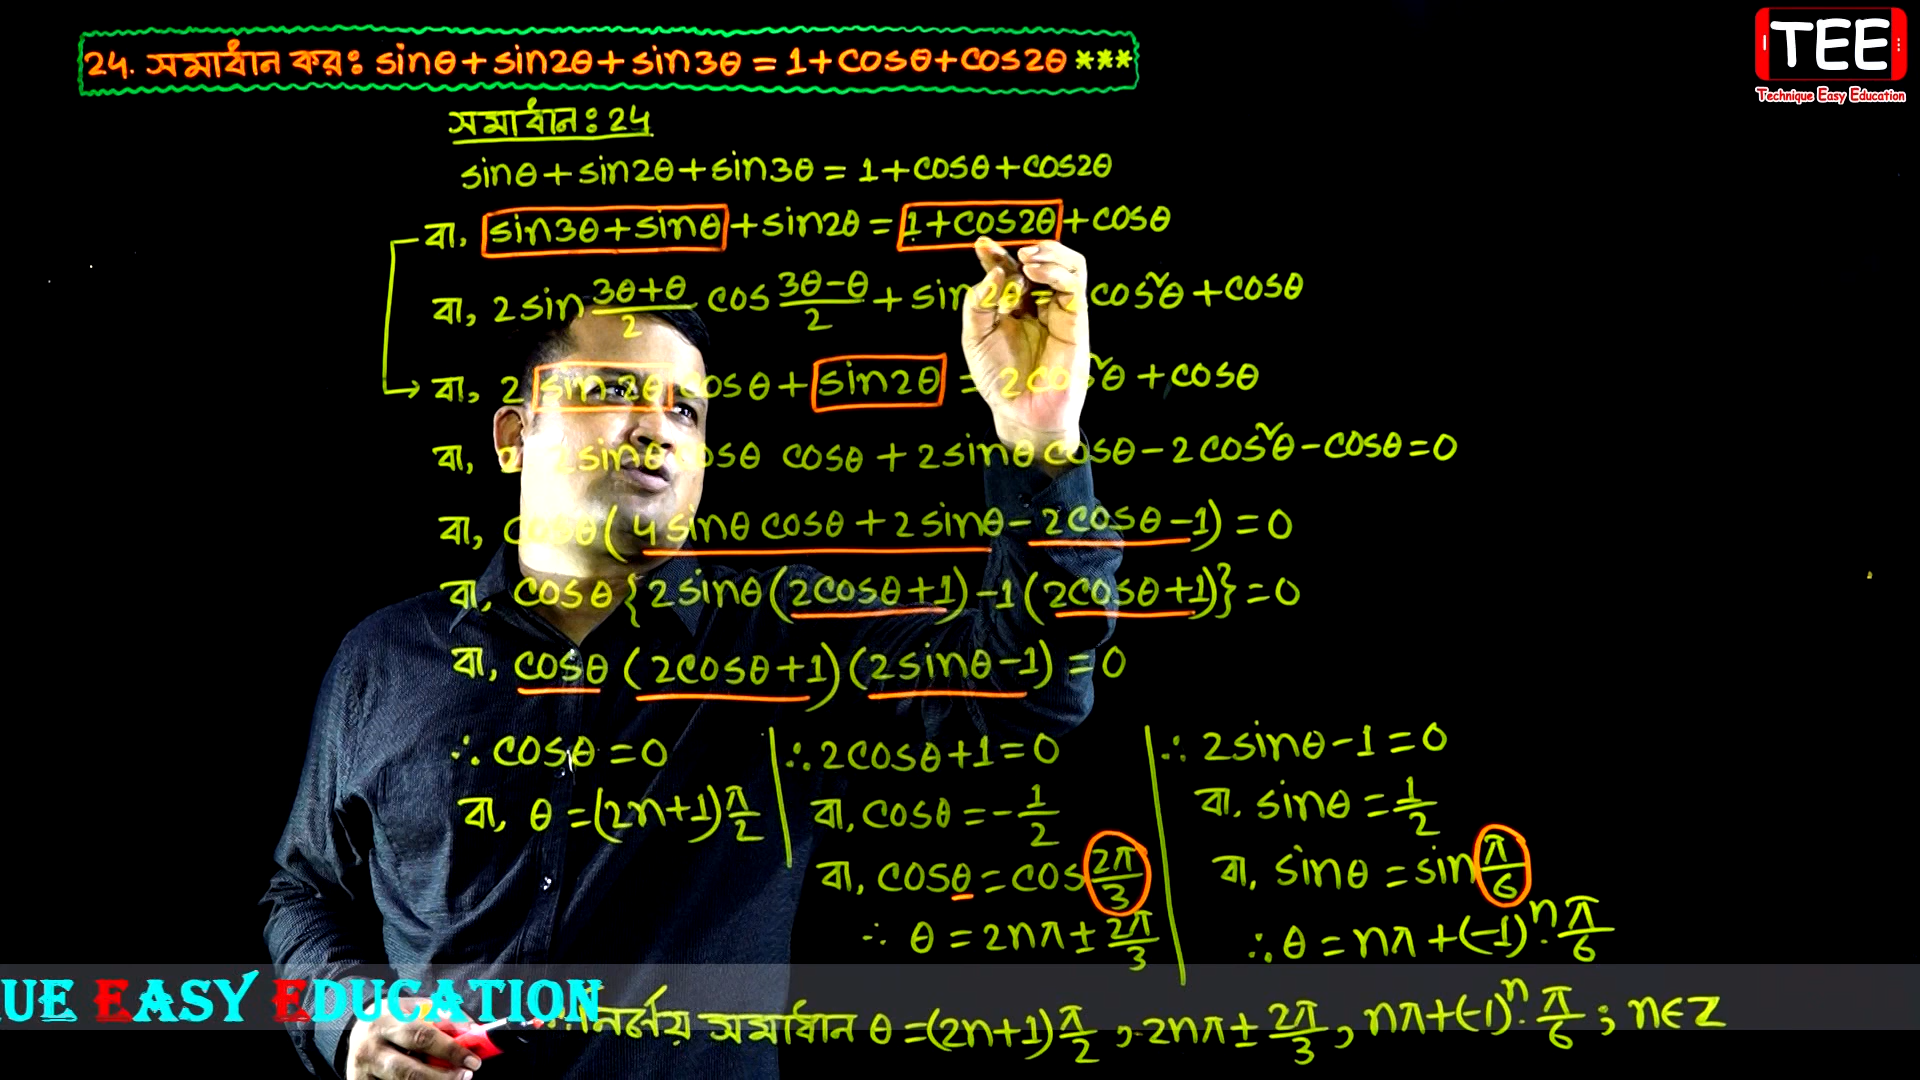 24. সমাধান করঃ sinθ+sin2θ+sin3θ = 1+cosθ+cos2θ ***
TEE
Technique Easy Education
সমাধানঃ 24
sinθ+sin2θ+sin3θ = 1+cosθ+cos2θ
বা, sin3θ+sinθ +sin2θ = 1+cos2θ +cosθ
বা, 2sin (3θ+θ)/2 cos (3θ-θ)/2 + sin2θ = 2cos²θ +cosθ
বা, 2 sin2θ cosθ + sin2θ = 2cos²θ +cosθ
বা, 2 2sinθ cosθ cosθ + 2sinθ cosθ - 2cos²θ - cosθ = 0
বা, cosθ(4sinθ cosθ + 2sinθ - 2cosθ - 1) = 0
বা, cosθ{2sinθ(2cosθ+1) - 1(2cosθ+1)} = 0
বা, cosθ (2cosθ+1)(2sinθ-1) = 0
∴ cosθ = 0
বা, θ = (2n+1)π/2
∴ 2cosθ+1 = 0
বা, cosθ = -1/2
বা, cosθ = cos 2π/3
∴ θ = 2nπ ± 2π/3
∴ 2sinθ-1 = 0
বা, sinθ = 1/2
বা, sinθ = sin π/6
∴ θ = nπ+(-1)ⁿ·π/6
UE EASY EDUCATION
নির্ণেয় সমাধান θ = (2n+1)π/2 , 2nπ ± 2π/3 , nπ+(-1)ⁿ·π/6 ; n∈Z